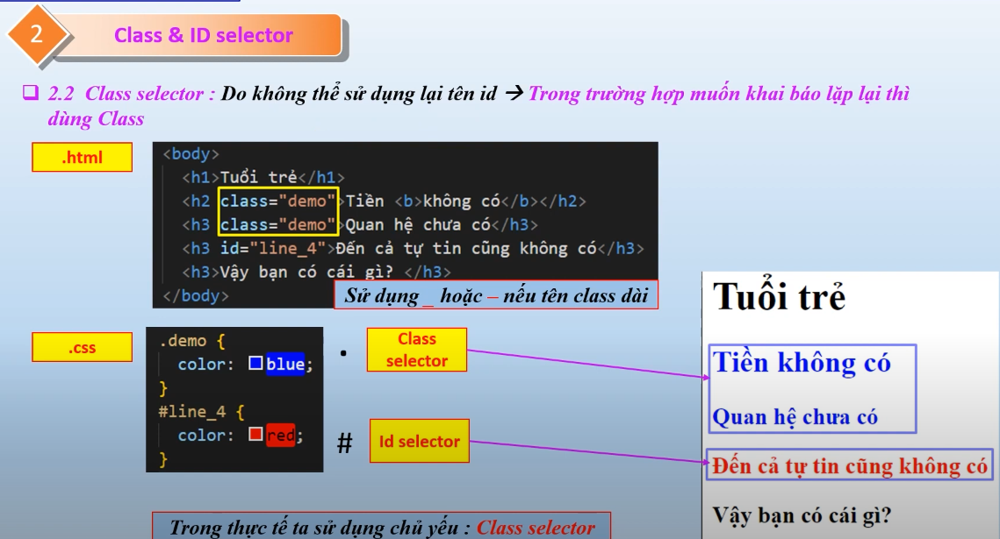 2
Class & ID selector
2.2 Class selector : Do không thể sử dụng lại tên id → Trong trường hợp muốn khai báo lặp lại thì
dùng Class
.html
<body>
<h1>Tuổi trẻ</h1>
<h2 class="demo">Tiền <b>không có</b></h2>
<h3 class="demo">Quan hệ chưa có</h3>
<h3 id="line_4">Đến cả tự tin cũng không có</h3>
<h3>Vậy bạn có cái gì? </h3>
</body>
Sử dụng _ hoặc – nếu tên class dài
.css
.demo {
color: blue;
}
#line_4 {
color: red;
}
.
Class
selector
#
Id selector
Tuổi trẻ
Tiền không có
Quan hệ chưa có
Đến cả tự tin cũng không có
Vậy bạn có cái gì?
Trong thực tế ta sử dụng chủ yếu : Class selector